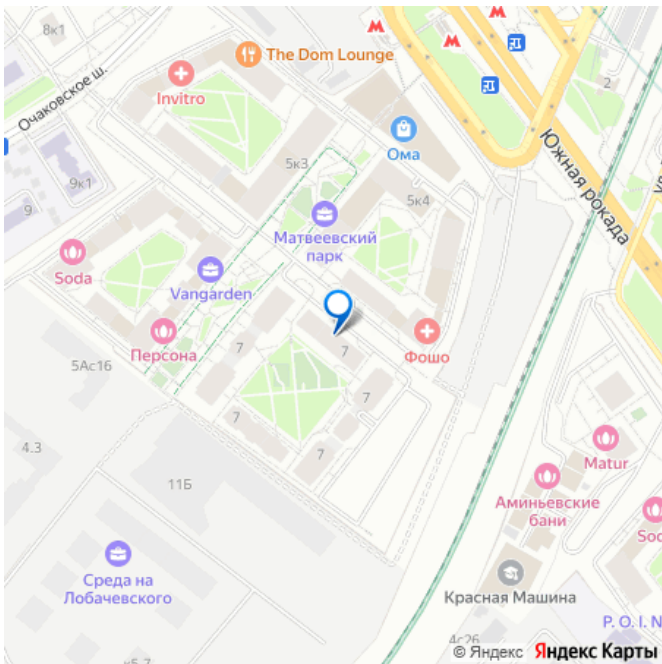 8к1
The Dom Lounge
Invitro
Очаковское ш.
Ома
Южная рокада
5к3
9к1
5к4
9
Матвеевский
парк
Soda
Vangarden
Персона
7
7
Фошо
5Ас16
7
7
4.3
7
Matur
11Б
Аминьевские
бани
Среда на
Лобачевского
Красная Машина
P. O. I. N
4с26
© Яндекс Яндекс Карты